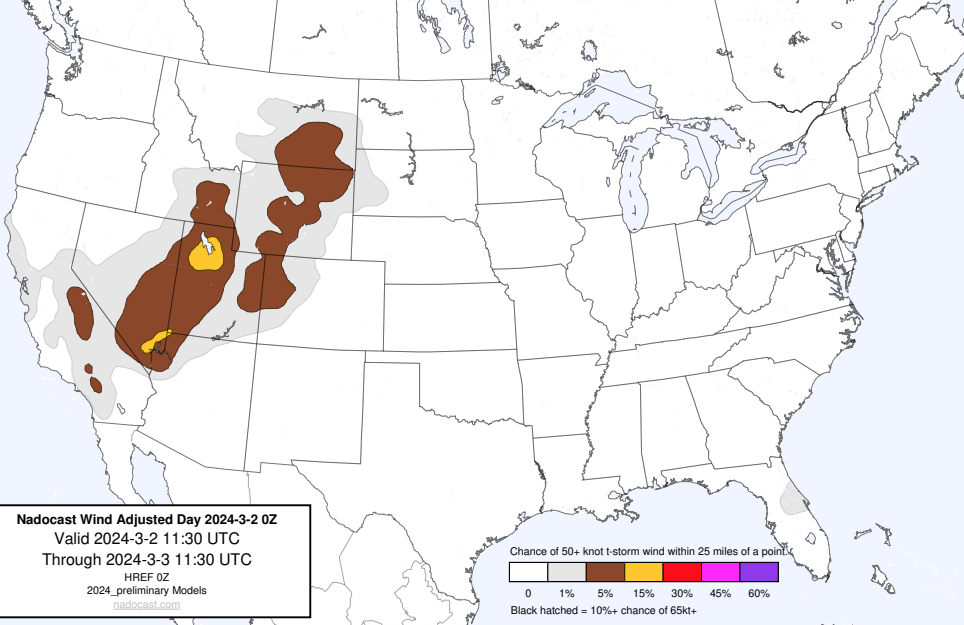 Nadocast Wind Adjusted Day 2024-3-2 0Z
Valid 2024-3-2 11:30 UTC
Through 2024-3-3 11:30 UTC
HREF 0Z
2024_preliminary Models
nadocast.com
Chance of 50+ knot t-storm wind within 25 miles of a point.
0 1% 5% 15% 30% 45% 60%
Black hatched = 10%+ chance of 65kt+